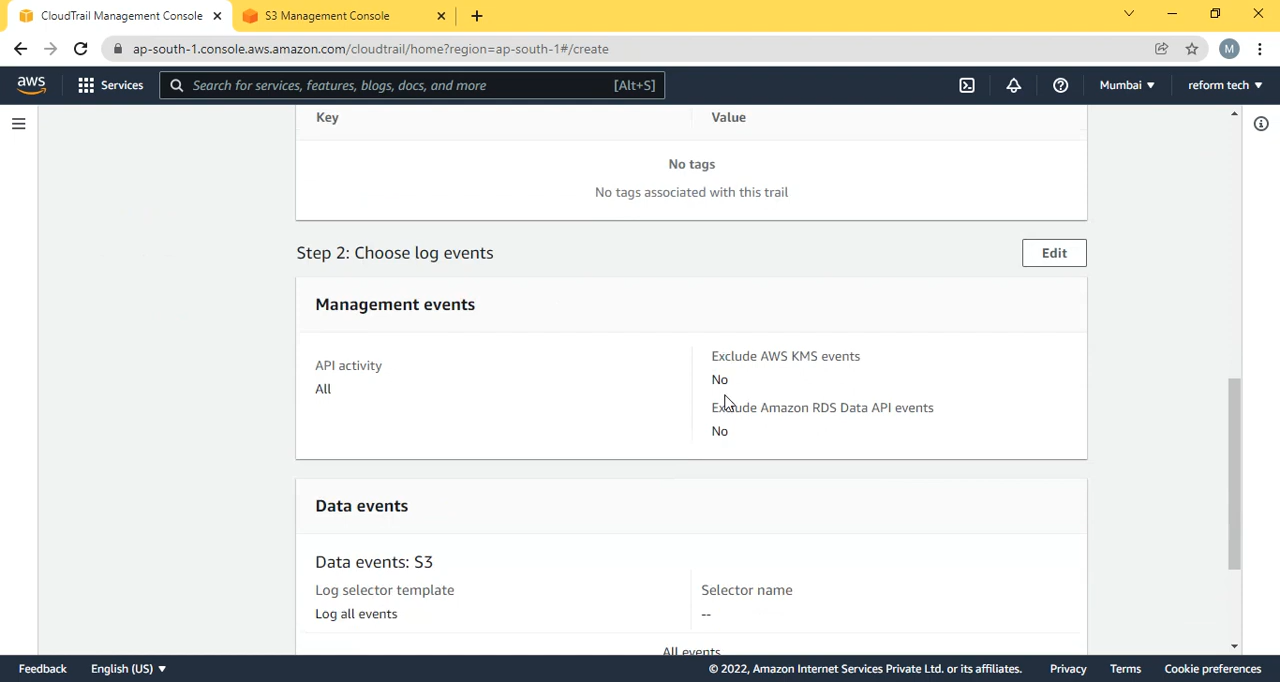 CloudTrail Management Console
S3 Management Console
ap-south-1.console.aws.amazon.com/cloudtrail/home?region=ap-south-1#/create
M
aws
Services
Search for services, features, blogs, docs, and more [Alt+S]
Mumbai
reform tech
Key
Value
No tags
No tags associated with this trail
Step 2: Choose log events
Edit
Management events
API activity
All
Exclude AWS KMS events
No
Exclude Amazon RDS Data API events
No
Data events
Data events: S3
Log selector template
Log all events
Selector name
--
All events
Feedback
English (US)
© 2022, Amazon Internet Services Private Ltd. or its affiliates.
Privacy
Terms
Cookie preferences